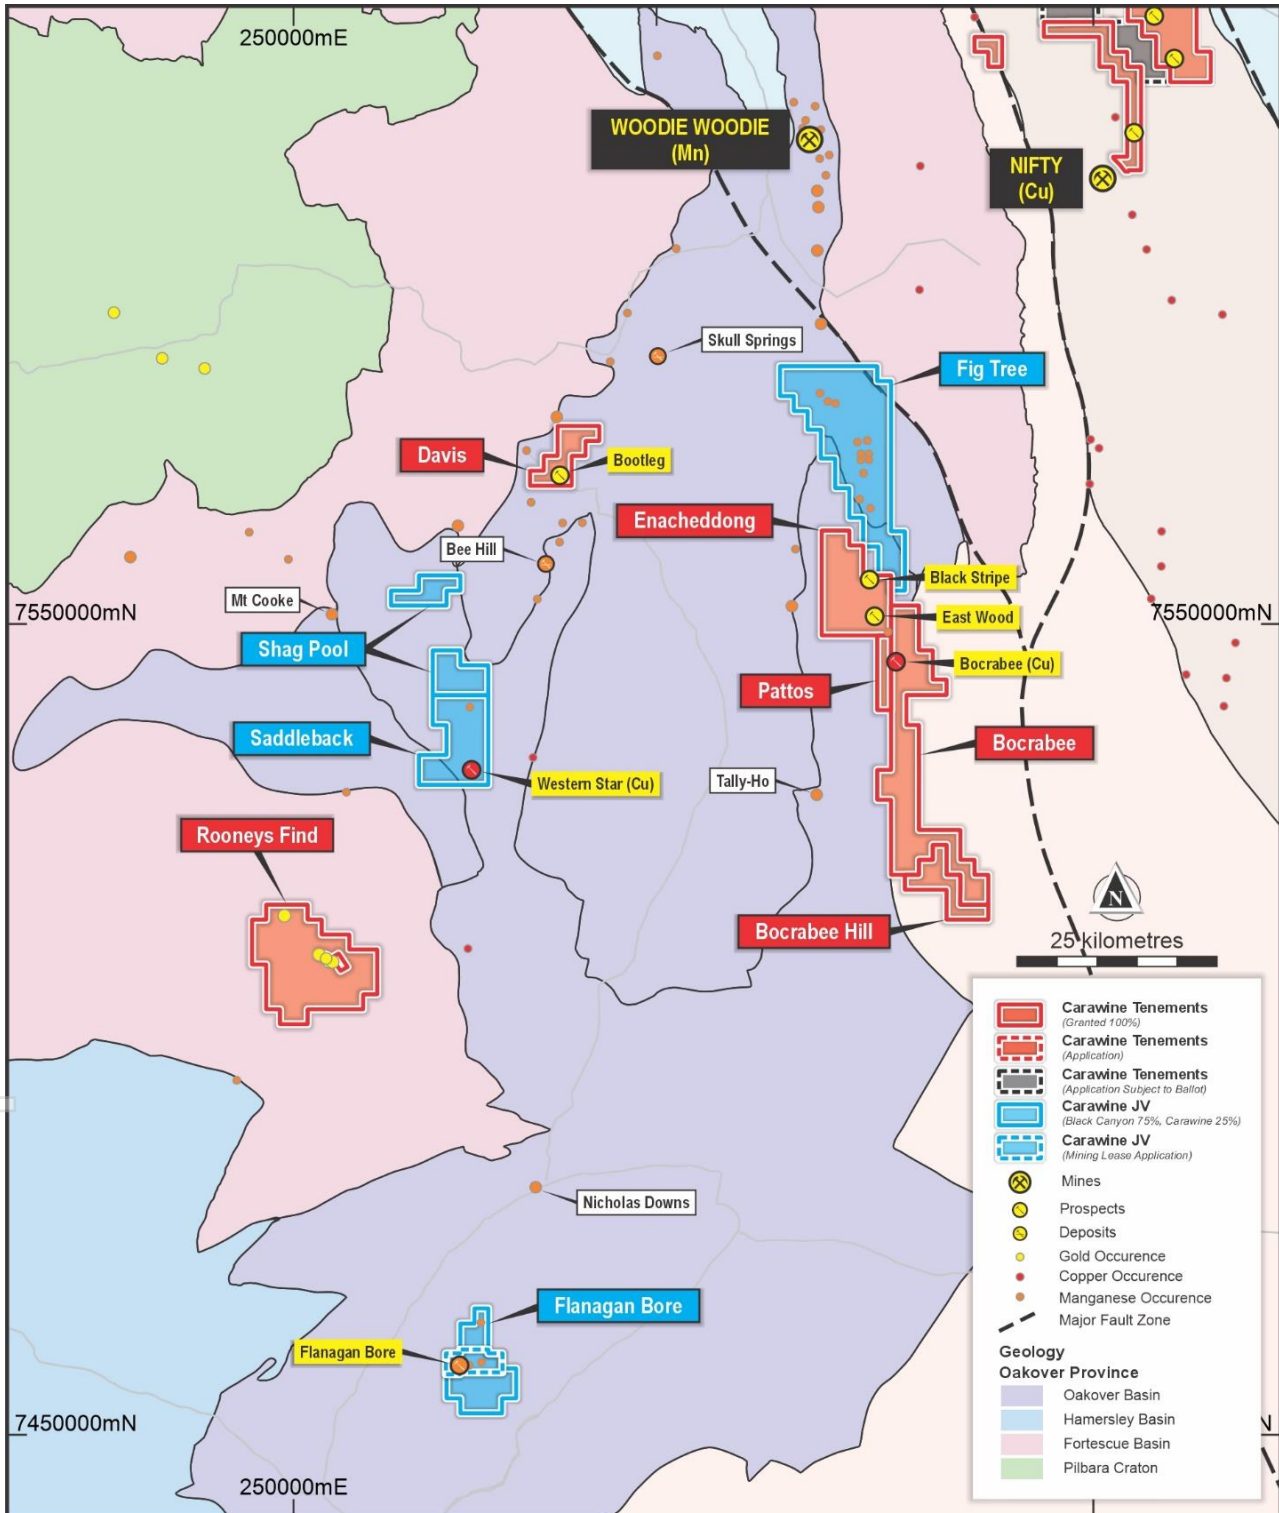 250000mE
WOODIE WOODIE
(Mn)
NIFTY
(Cu)
Skull Springs
Fig Tree
Davis
Bootleg
Enacheddong
Bee Hill
Black Stripe
Mt Cooke
7550000mN
7550000mN
East Wood
Shag Pool
Bocrabee (Cu)
Pattos
Saddleback
Bocrabee
Western Star (Cu)
Tally-Ho
Rooneys Find
N
Bocrabee Hill
25 kilometres
Carawine Tenements
(Granted 100%)
Carawine Tenements
(Application)
Carawine Tenements
(Application Subject to Ballot)
Carawine JV
(Black Canyon 75%, Carawine 25%)
Carawine JV
(Mining Lease Application)
Mines
Prospects
Deposits
Gold Occurence
Copper Occurence
Manganese Occurence
Major Fault Zone
Geology
Oakover Province
Oakover Basin
Hamersley Basin
Fortescue Basin
Pilbara Craton
Nicholas Downs
Flanagan Bore
Flanagan Bore
7450000mN
N
250000mE